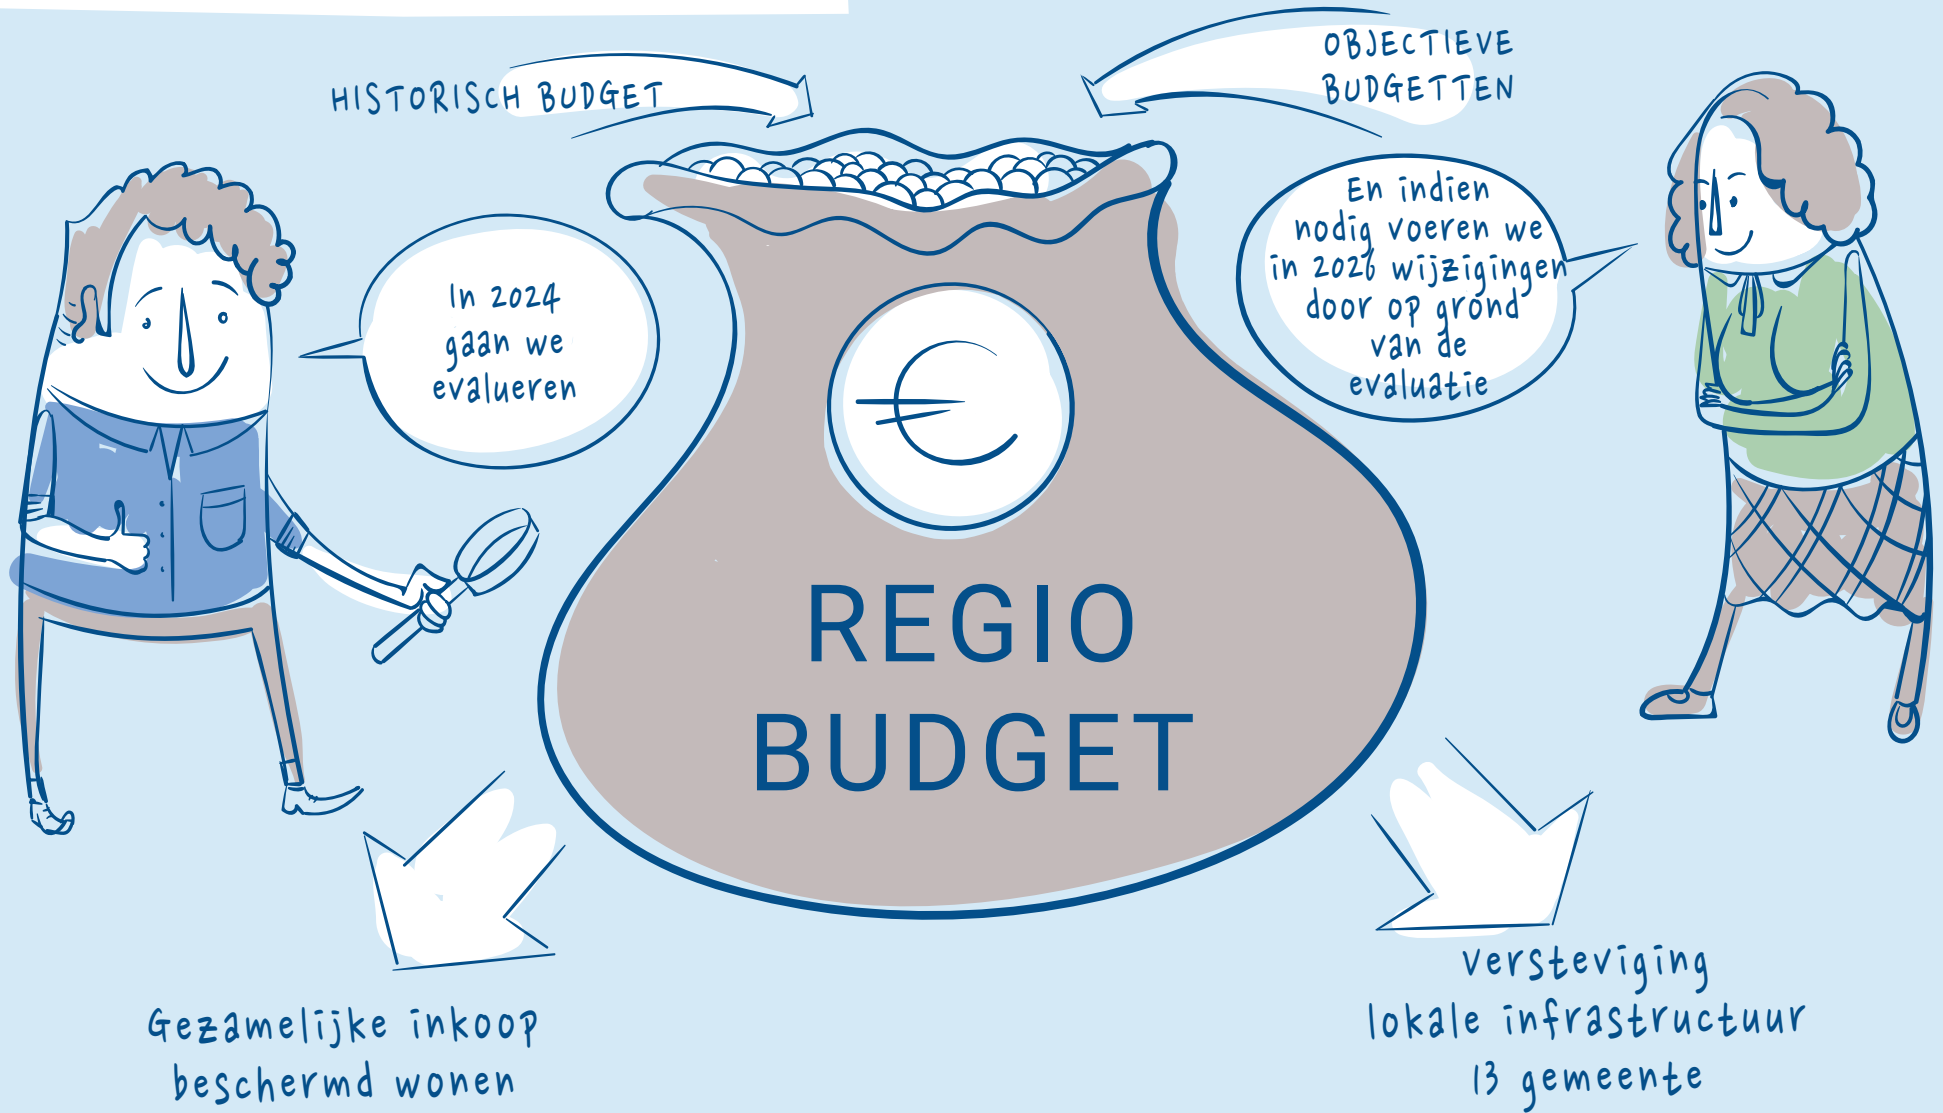 HISTORISCH BUDGET
OBJECTIEVE
BUDGETTEN
In 2024
gaan we
evalueren
En indien
nodig voeren we
in 2026 wijzigingen
door op grond
van de
evaluatie
€
REGIO
BUDGET
Gezamelijke inkoop
beschermd wonen
versteviging
lokale infrastructuur
13 gemeente